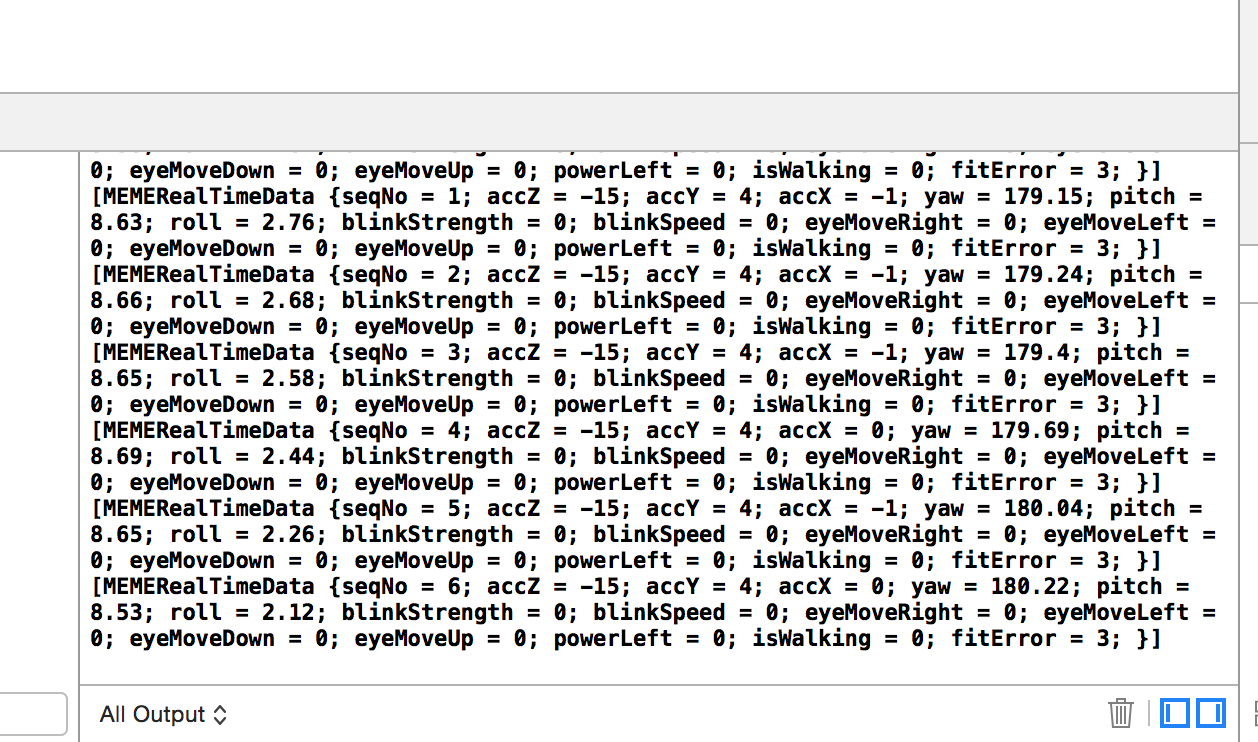 0; eyeMoveDown = 0; eyeMoveUp = 0; powerLeft = 0; isWalking = 0; fitError = 3; }]
[MEMERealTimeData {seqNo = 1; accZ = -15; accY = 4; accX = -1; yaw = 179.15; pitch =
8.63; roll = 2.76; blinkStrength = 0; blinkSpeed = 0; eyeMoveRight = 0; eyeMoveLeft =
0; eyeMoveDown = 0; eyeMoveUp = 0; powerLeft = 0; isWalking = 0; fitError = 3; }]
[MEMERealTimeData {seqNo = 2; accZ = -15; accY = 4; accX = -1; yaw = 179.24; pitch =
8.66; roll = 2.68; blinkStrength = 0; blinkSpeed = 0; eyeMoveRight = 0; eyeMoveLeft =
0; eyeMoveDown = 0; eyeMoveUp = 0; powerLeft = 0; isWalking = 0; fitError = 3; }]
[MEMERealTimeData {seqNo = 3; accZ = -15; accY = 4; accX = -1; yaw = 179.4; pitch =
8.65; roll = 2.58; blinkStrength = 0; blinkSpeed = 0; eyeMoveRight = 0; eyeMoveLeft =
0; eyeMoveDown = 0; eyeMoveUp = 0; powerLeft = 0; isWalking = 0; fitError = 3; }]
[MEMERealTimeData {seqNo = 4; accZ = -15; accY = 4; accX = 0; yaw = 179.69; pitch =
8.69; roll = 2.44; blinkStrength = 0; blinkSpeed = 0; eyeMoveRight = 0; eyeMoveLeft =
0; eyeMoveDown = 0; eyeMoveUp = 0; powerLeft = 0; isWalking = 0; fitError = 3; }]
[MEMERealTimeData {seqNo = 5; accZ = -15; accY = 4; accX = -1; yaw = 180.04; pitch =
8.65; roll = 2.26; blinkStrength = 0; blinkSpeed = 0; eyeMoveRight = 0; eyeMoveLeft =
0; eyeMoveDown = 0; eyeMoveUp = 0; powerLeft = 0; isWalking = 0; fitError = 3; }]
[MEMERealTimeData {seqNo = 6; accZ = -15; accY = 4; accX = 0; yaw = 180.22; pitch =
8.53; roll = 2.12; blinkStrength = 0; blinkSpeed = 0; eyeMoveRight = 0; eyeMoveLeft =
0; eyeMoveDown = 0; eyeMoveUp = 0; powerLeft = 0; isWalking = 0; fitError = 3; }]
All Output